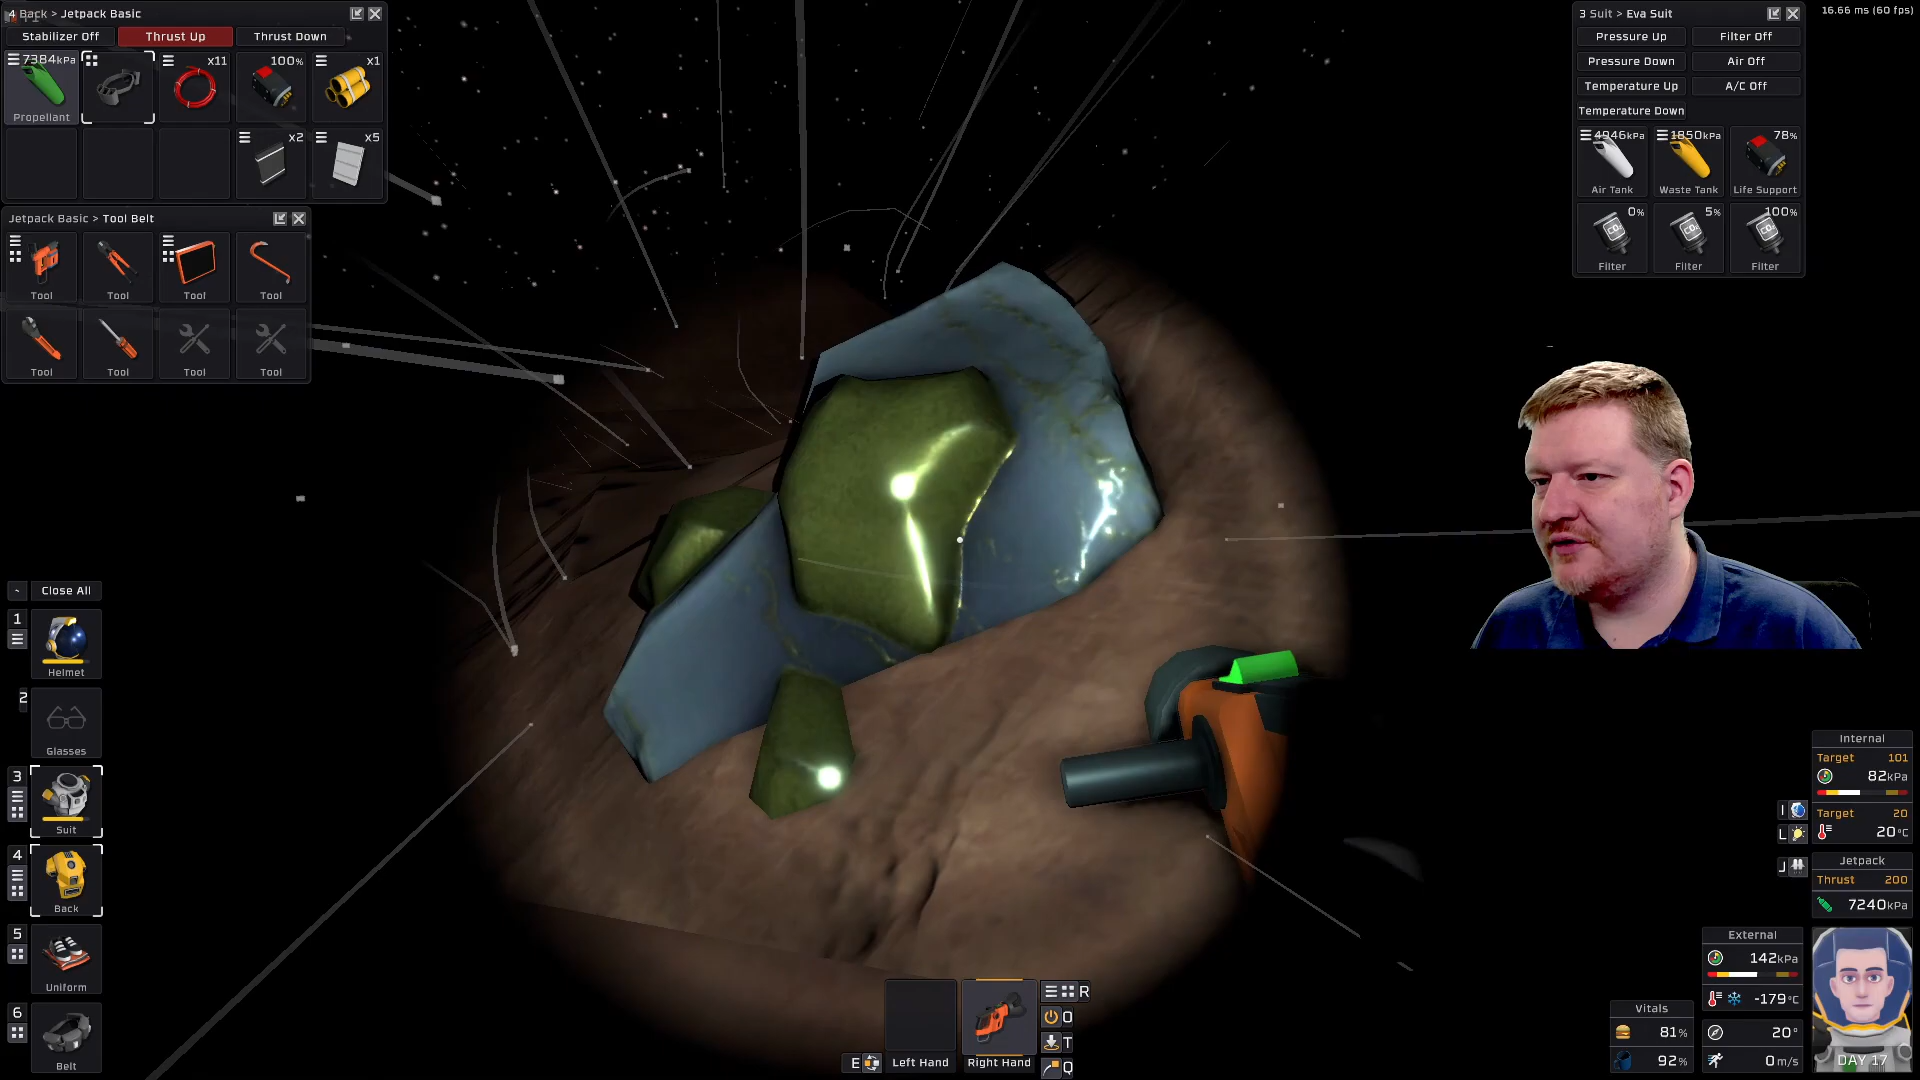 4 Back > Jetpack Basic
Stabilizer Off Thrust Up Thrust Down
7384kPa x11 100% x1
Propellant
x2 x5
Jetpack Basic > Tool Belt
Tool Tool Tool Tool
Tool Tool Tool Tool
3 Suit > Eva Suit
Pressure Up Filter Off
Pressure Down Air Off
Temperature Up A/C Off
Temperature Down
4946kPa 1850kPa 78%
Air Tank Waste Tank Life Support
0% 5% 100%
Filter Filter Filter
16.66 ms (60 fps)
~ Close All
1
Helmet
2
Glasses
3
Suit
4
Back
5
Uniform
6
Belt
Internal
Target 101
82kPa
I
Target 20
L 20°C
J Jetpack
Thrust 200
7240kPa
External
142kPa
-179°C
Vitals
81% 20°
92% 0m/s
DAY 17
R
O
T
E Left Hand Right Hand Q